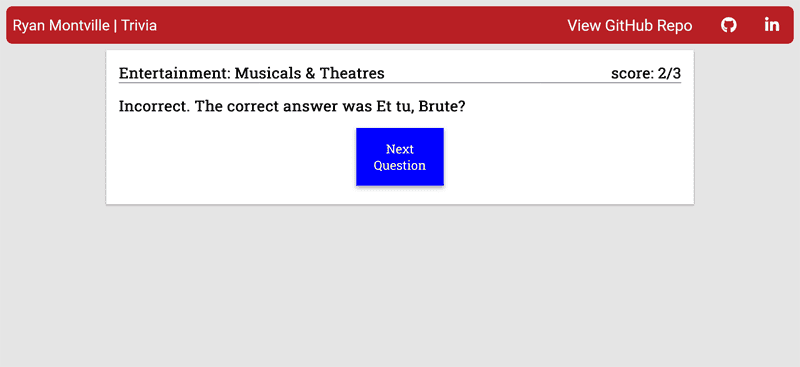 Ryan Montville | Trivia View GitHub Repo
Entertainment: Musicals & Theatres score: 2/3
Incorrect. The correct answer was Et tu, Brute?
Next
Question